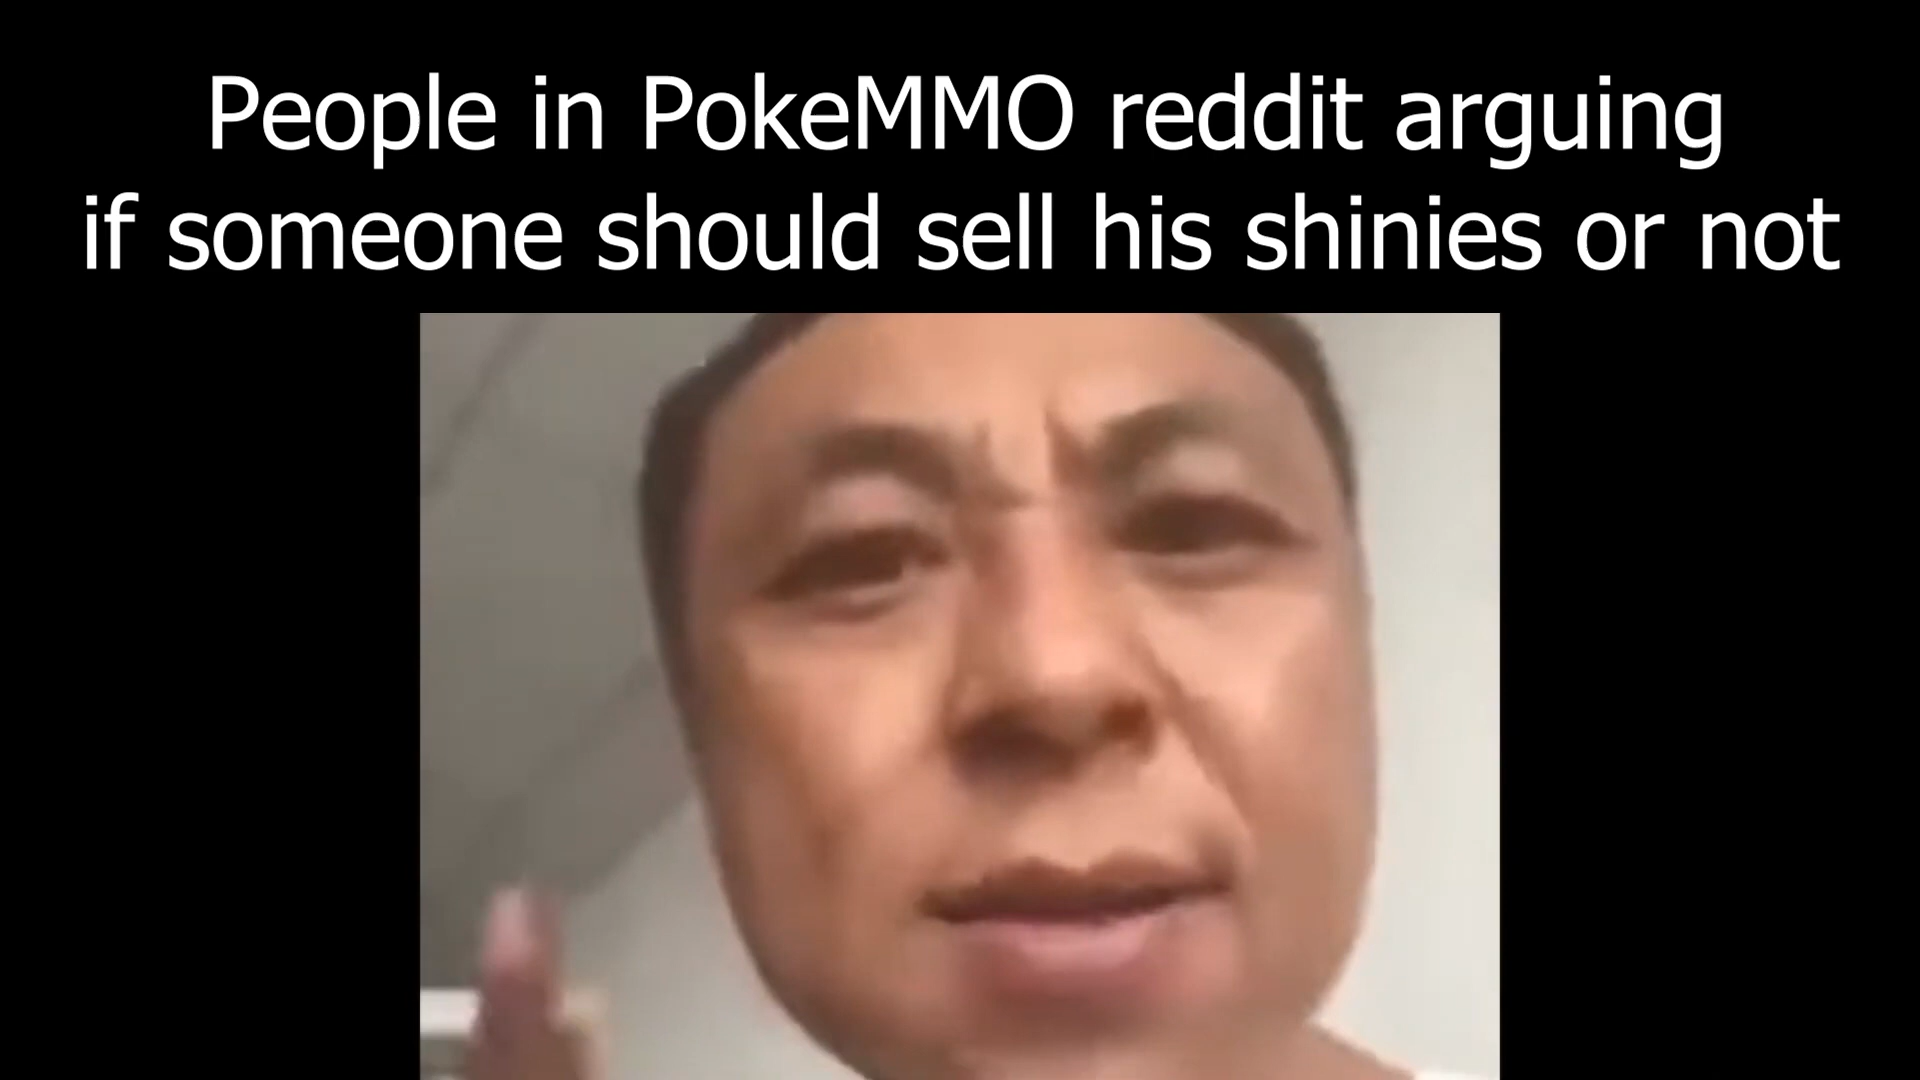 People in PokeMMO reddit arguing
if someone should sell his shinies or not